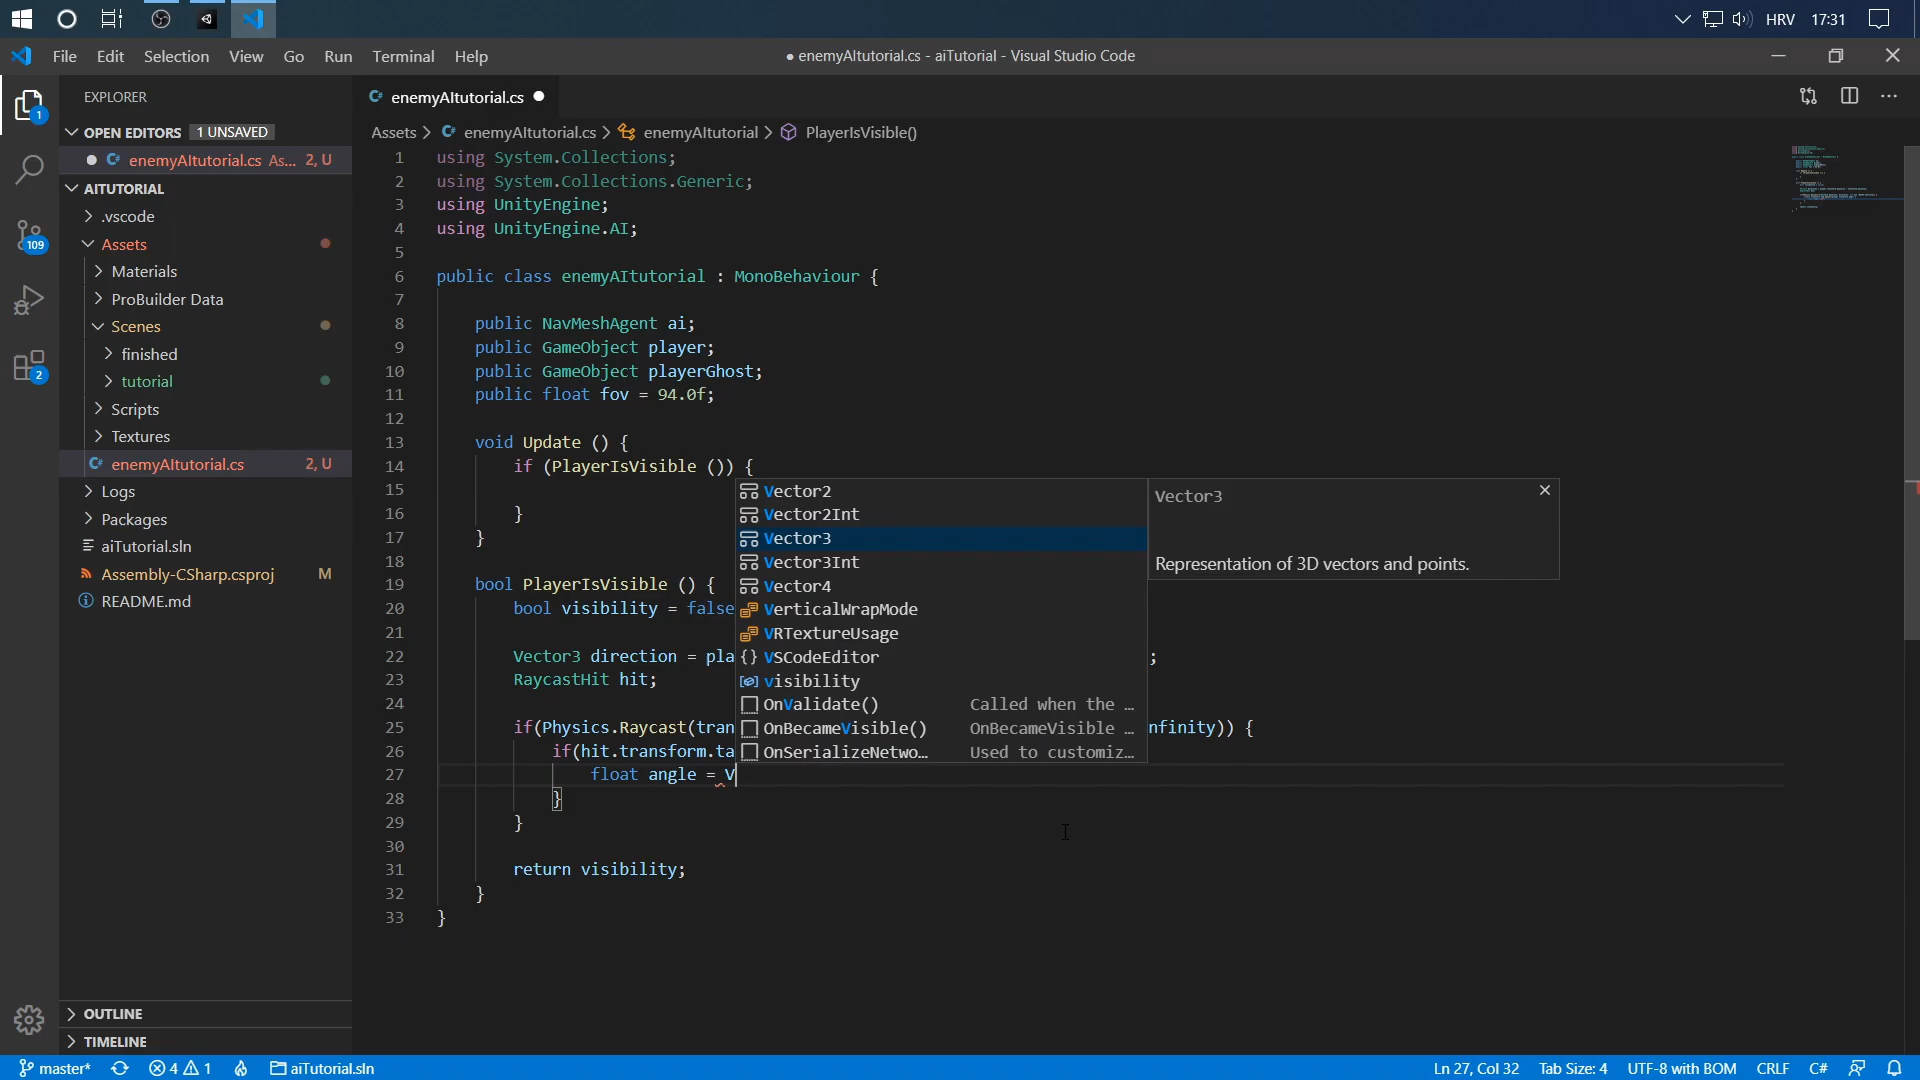 HRV 17:31
File Edit Selection View Go Run Terminal Help
● enemyAItutorial.cs - aiTutorial - Visual Studio Code
EXPLORER
OPEN EDITORS 1 UNSAVED
enemyAItutorial.cs As... 2, U
AITUTORIAL
.vscode
Assets
Materials
ProBuilder Data
Scenes
finished
tutorial
Scripts
Textures
enemyAItutorial.cs 2, U
Logs
Packages
aiTutorial.sln
Assembly-CSharp.csproj M
README.md
OUTLINE
TIMELINE
1
109
2
enemyAItutorial.cs
Assets > enemyAItutorial.cs > enemyAItutorial > PlayerIsVisible()
1 using System.Collections;
2 using System.Collections.Generic;
3 using UnityEngine;
4 using UnityEngine.AI;
5
6 public class enemyAItutorial : MonoBehaviour {
7
8 public NavMeshAgent ai;
9 public GameObject player;
10 public GameObject playerGhost;
11 public float fov = 94.0f;
12
13 void Update () {
14 if (PlayerIsVisible ()) {
15
16 }
17 }
18
19 bool PlayerIsVisible () {
20 bool visibility = false
21
22 Vector3 direction = pla ;
23 RaycastHit hit;
24
25 if(Physics.Raycast(tran nfinity)) {
26 if(hit.transform.ta
27 float angle = V
28 }
29 }
30
31 return visibility;
32 }
33 }
Vector2
Vector2Int
Vector3
Vector3Int
Vector4
VerticalWrapMode
VRTextureUsage
VSCodeEditor
visibility
OnValidate() Called when the …
OnBecameVisible() OnBecameVisible …
OnSerializeNetwo… Used to customiz…
Vector3
Representation of 3D vectors and points.
master* 4 1 aiTutorial.sln Ln 27, Col 32 Tab Size: 4 UTF-8 with BOM CRLF C#